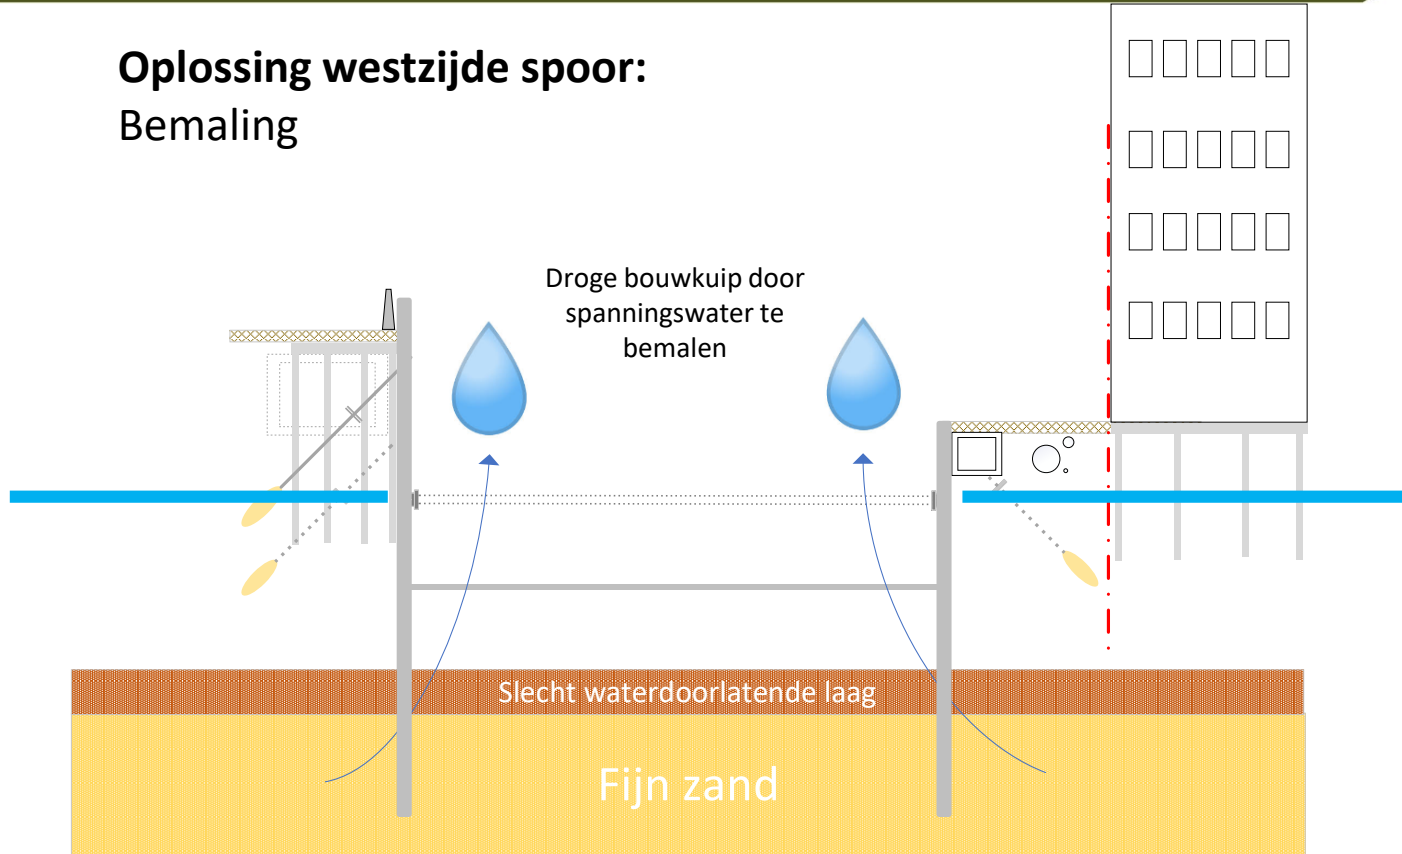 Oplossing westzijde spoor:
Bemaling
Droge bouwkuip door
spanningswater te
bemalen
Slecht waterdoorlatende laag
Fijn zand